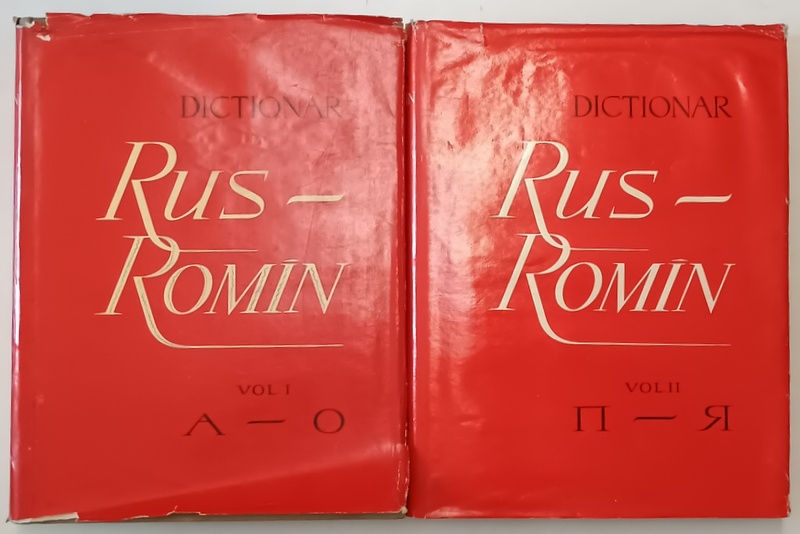 DICTIONAR
RUS –
ROMÎN
VOL I
А – О
DICTIONAR
RUS –
ROMÎN
VOL II
П – Я